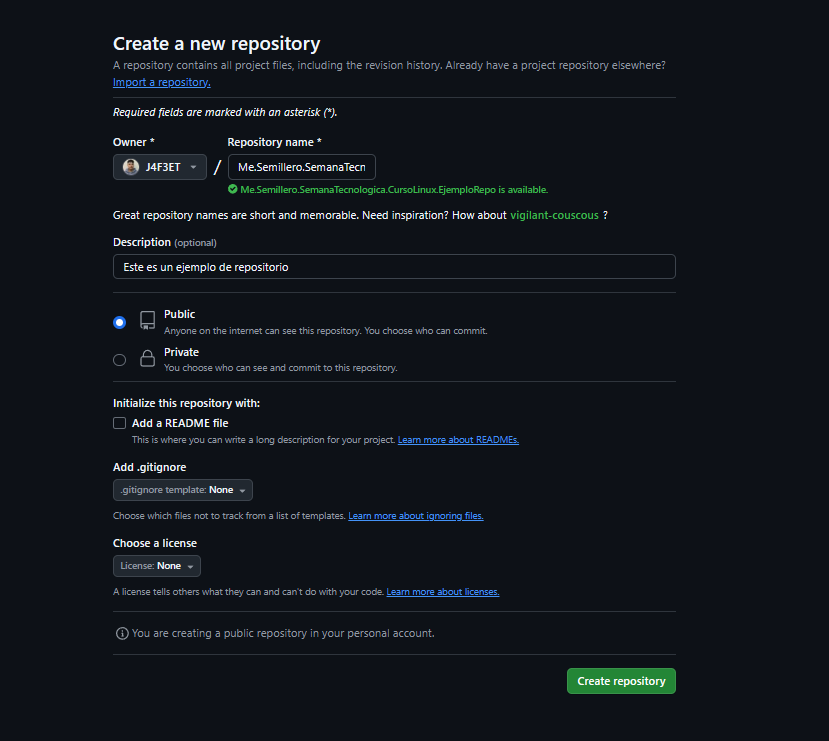 Create a new repository
A repository contains all project files, including the revision history. Already have a project repository elsewhere?
Import a repository.
Required fields are marked with an asterisk (*).
Owner * Repository name *
J4F3ET / Me.Semillero.SemanaTecn
Me.Semillero.SemanaTecnologica.CursoLinux.EjemploRepo is available.
Great repository names are short and memorable. Need inspiration? How about vigilant-couscous ?
Description (optional)
Este es un ejemplo de repositorio
Public
Anyone on the internet can see this repository. You choose who can commit.
Private
You choose who can see and commit to this repository.
Initialize this repository with:
Add a README file
This is where you can write a long description for your project. Learn more about READMEs.
Add .gitignore
.gitignore template: None
Choose which files not to track from a list of templates. Learn more about ignoring files.
Choose a license
License: None
A license tells others what they can and can't do with your code. Learn more about licenses.
You are creating a public repository in your personal account.
Create repository